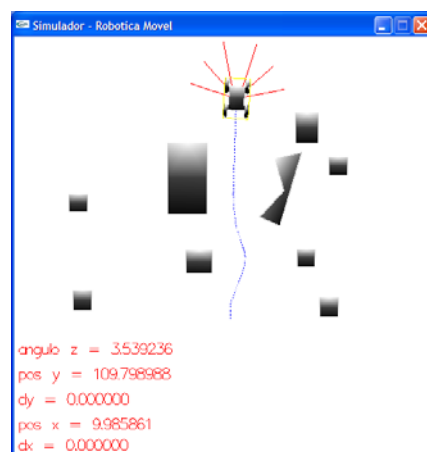 Simulador - Robotica Movel
angulo z = 3.539236
pos y = 109.798988
dy = 0.000000
pos x = 9.985861
dx = 0.000000